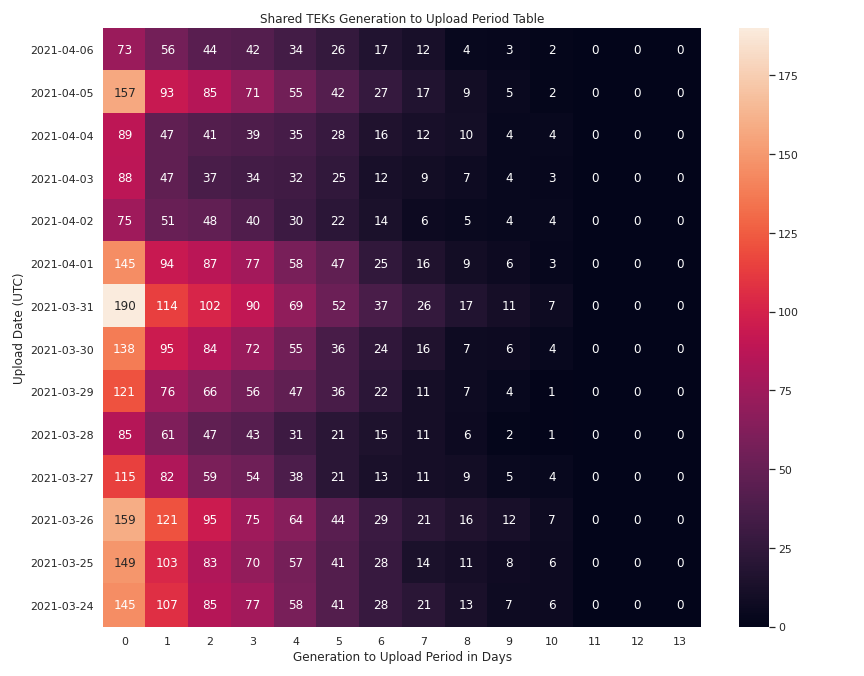 Shared TEKs Generation to Upload Period Table
Upload Date (UTC)
2021-04-06 73 56 44 42 34 26 17 12 4 3 2 0 0 0
2021-04-05 157 93 85 71 55 42 27 17 9 5 2 0 0 0
2021-04-04 89 47 41 39 35 28 16 12 10 4 4 0 0 0
2021-04-03 88 47 37 34 32 25 12 9 7 4 3 0 0 0
2021-04-02 75 51 48 40 30 22 14 6 5 4 4 0 0 0
2021-04-01 145 94 87 77 58 47 25 16 9 6 3 0 0 0
2021-03-31 190 114 102 90 69 52 37 26 17 11 7 0 0 0
2021-03-30 138 95 84 72 55 36 24 16 7 6 4 0 0 0
2021-03-29 121 76 66 56 47 36 22 11 7 4 1 0 0 0
2021-03-28 85 61 47 43 31 21 15 11 6 2 1 0 0 0
2021-03-27 115 82 59 54 38 21 13 11 9 5 4 0 0 0
2021-03-26 159 121 95 75 64 44 29 21 16 12 7 0 0 0
2021-03-25 149 103 83 70 57 41 28 14 11 8 6 0 0 0
2021-03-24 145 107 85 77 58 41 28 21 13 7 6 0 0 0
0 1 2 3 4 5 6 7 8 9 10 11 12 13
Generation to Upload Period in Days
175
150
125
100
75
50
25
0